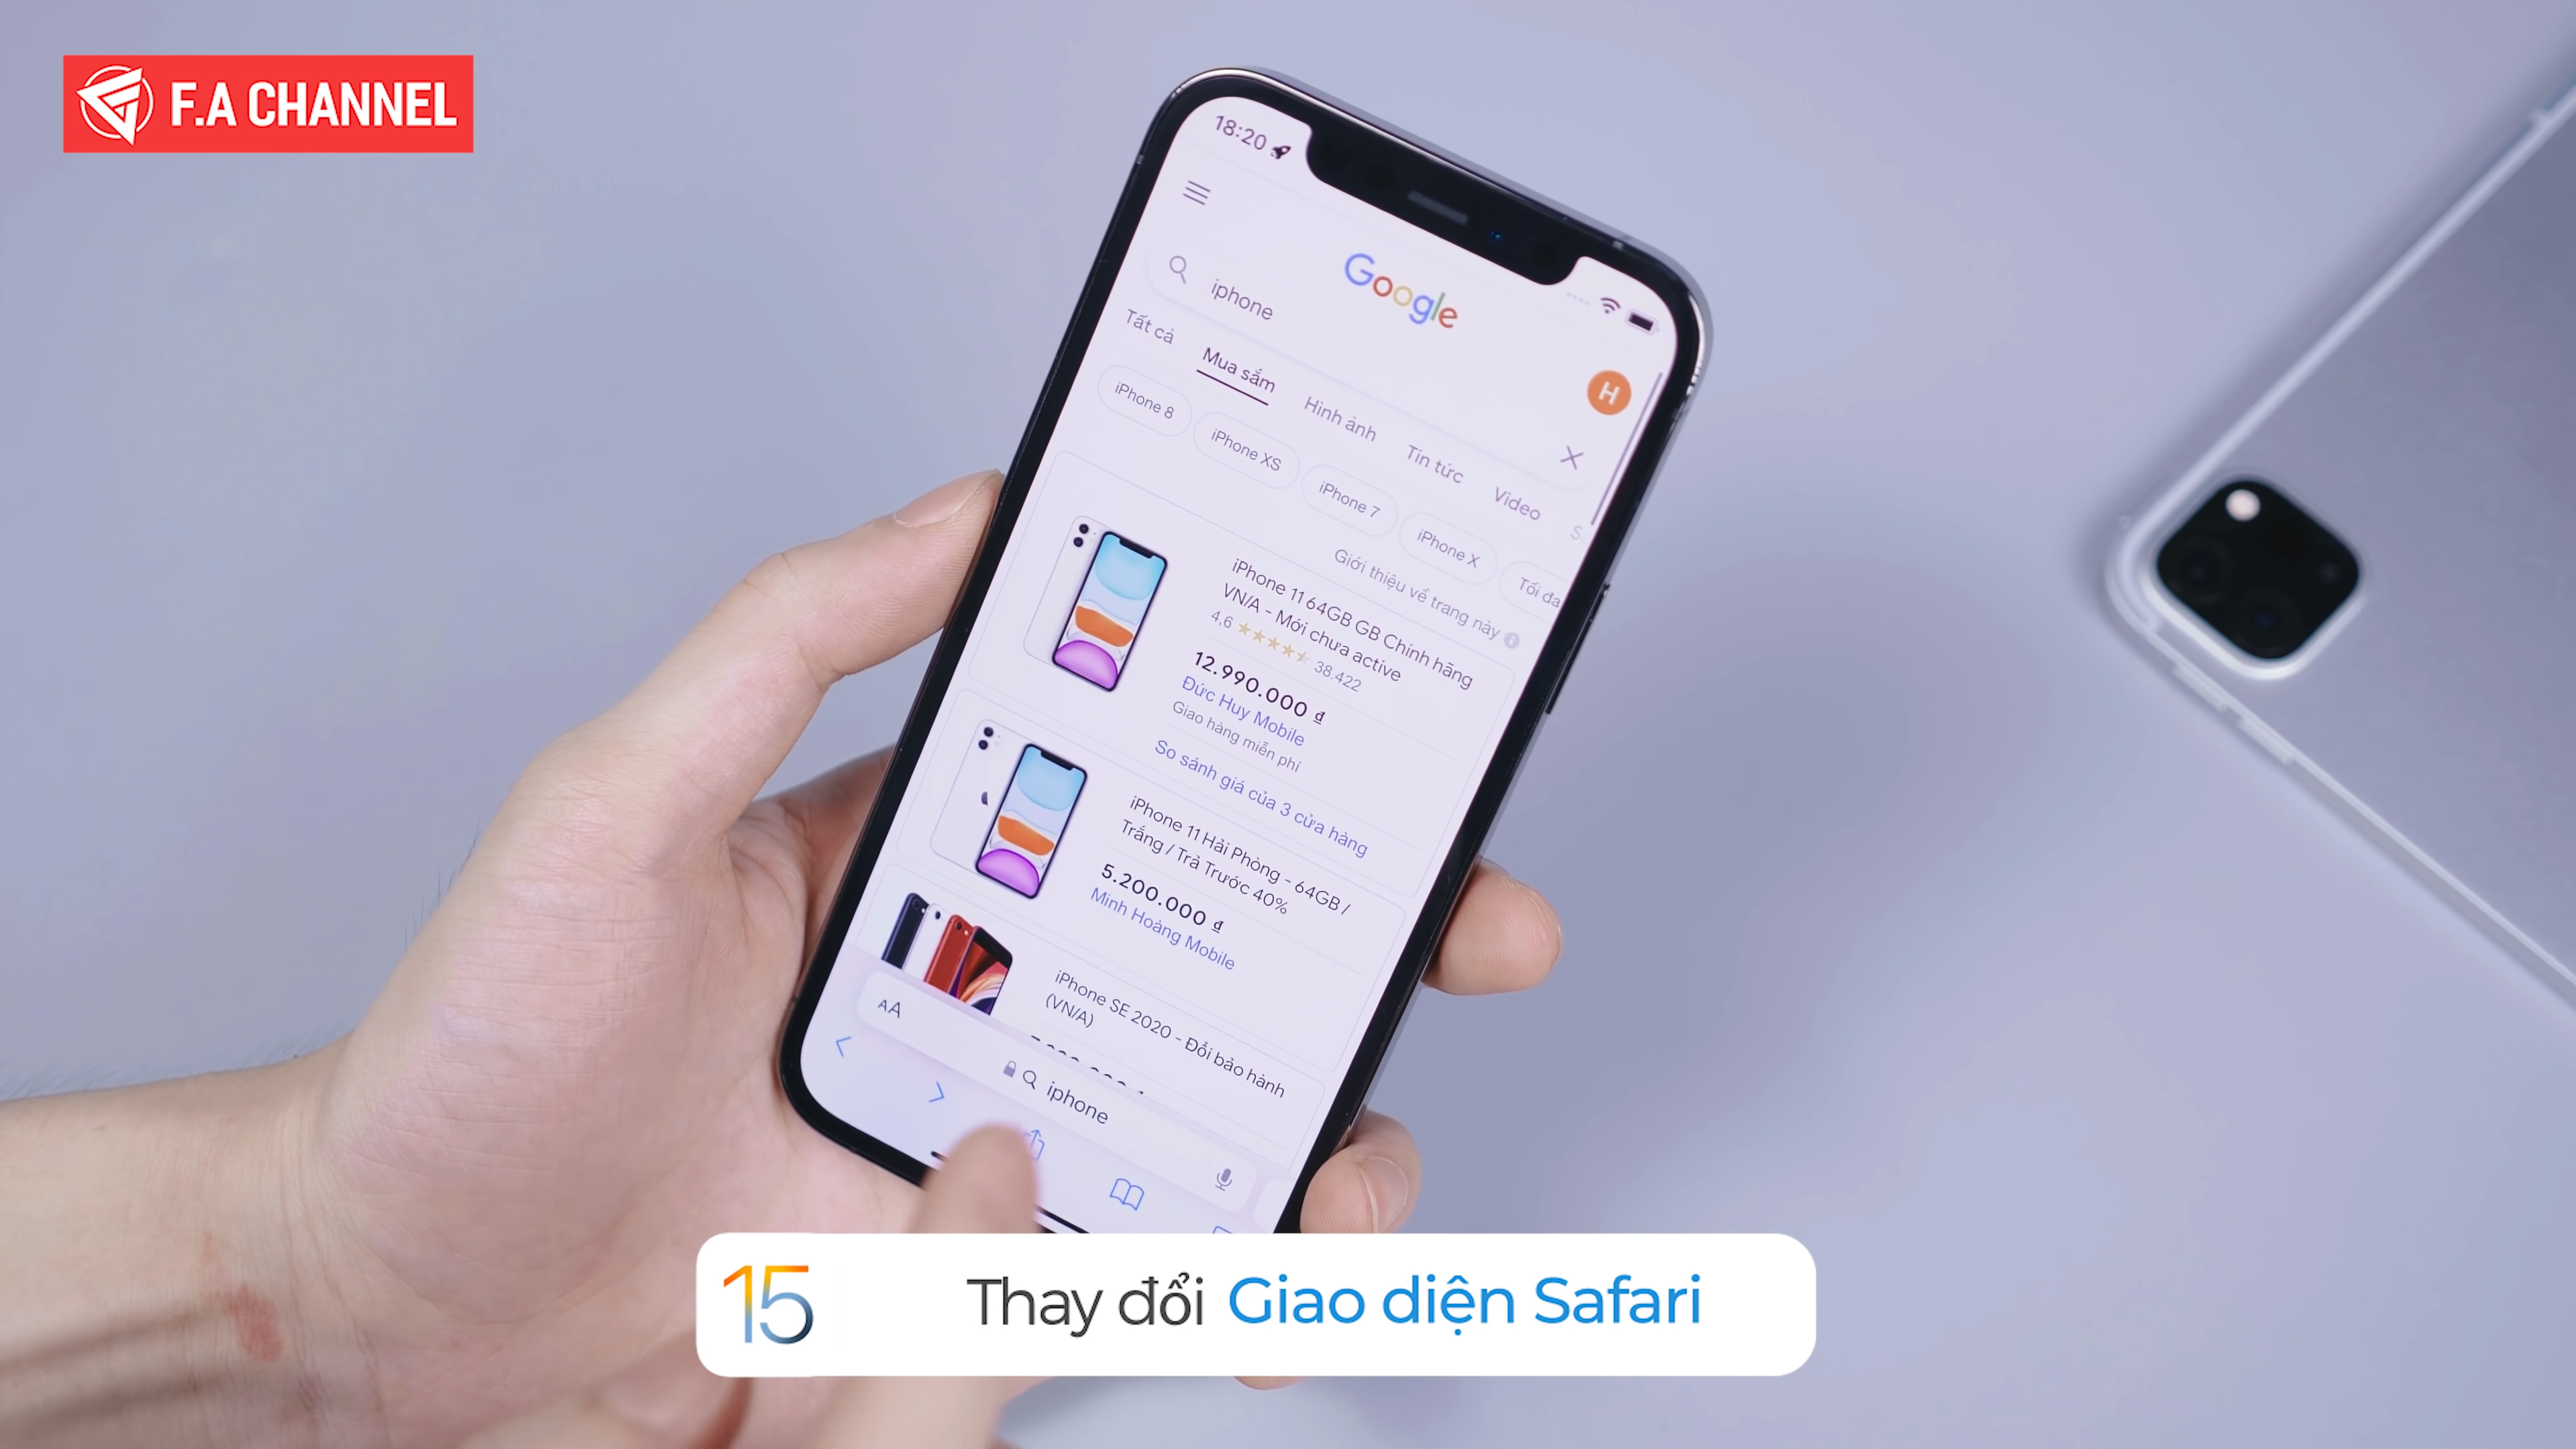 F.A CHANNEL
18:20
Google
iphone
H
Tất cả Mua sắm Hình ảnh Tin tức Video S
iPhone 8 iPhone XS iPhone 7 iPhone X Tối đa
Giới thiệu về trang này
iPhone 11 64GB GB Chính hãng
VN/A - Mới chưa active
4,6 38.422
12.990.000 ₫
Đức Huy Mobile
Giao hàng miễn phí
So sánh giá của 3 cửa hàng
iPhone 11 Hải Phòng - 64GB /
Trắng / Trả Trước 40%
5.200.000 ₫
Minh Hoàng Mobile
iPhone SE 2020 - Đổi bảo hành
(VN/A)
AA
iphone
15 Thay đổi Giao diện Safari